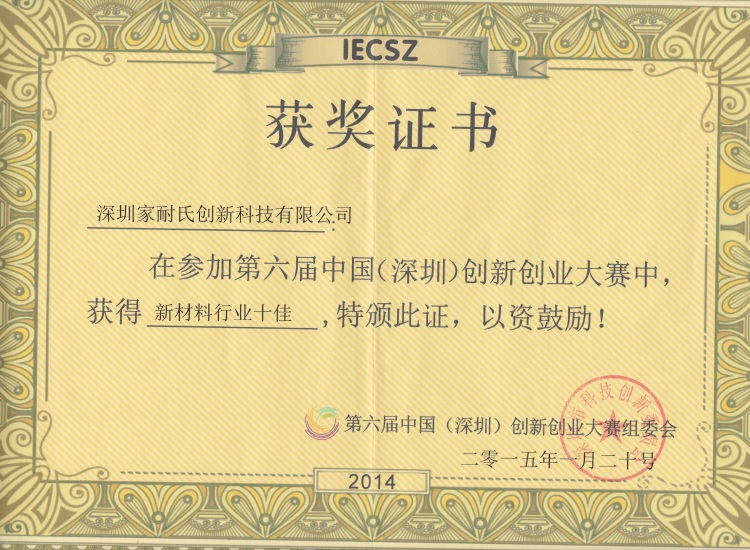 IECSZ
获奖证书
深圳家耐氏创新科技有限公司:
在参加第六届中国(深圳)创新创业大赛中,
获得 新材料行业十佳 ,特颁此证, 以资鼓励!
第六届中国(深圳)创新创业大赛组委会
二零一五年一月二十号
2014